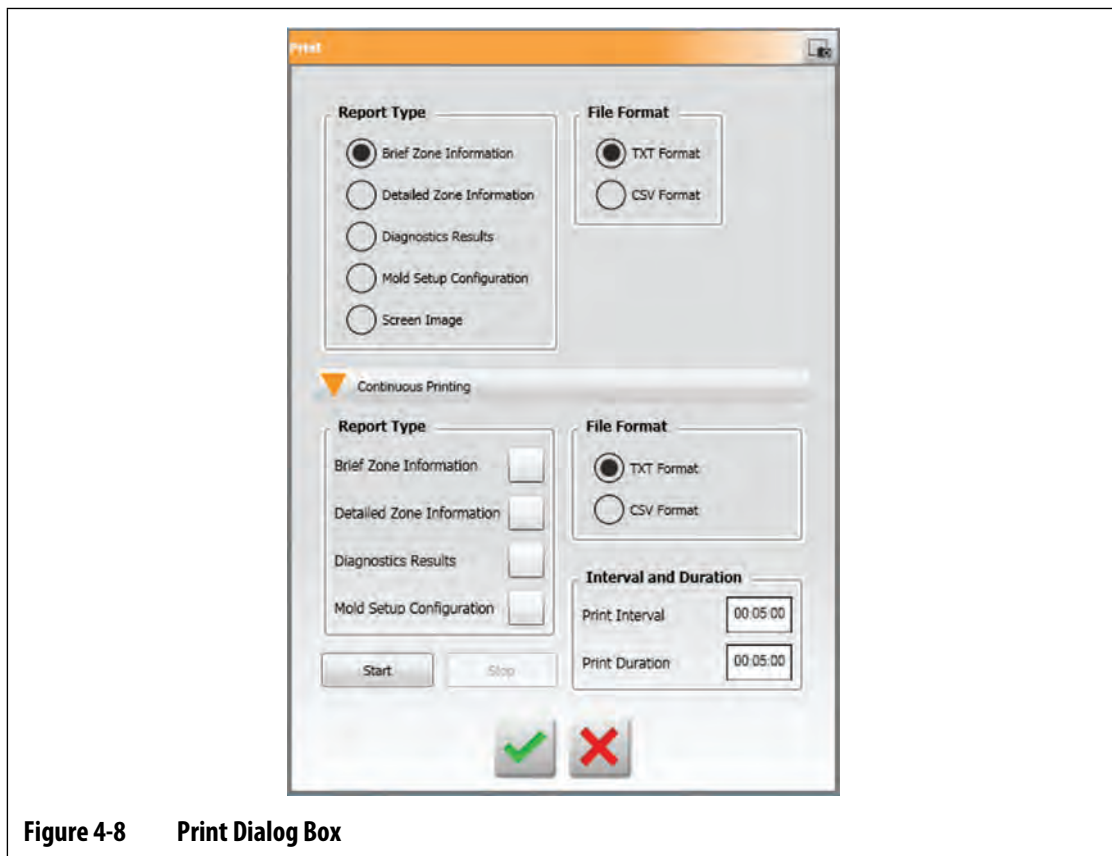 Print
Report Type
Brief Zone Information
Detailed Zone Information
Diagnostics Results
Mold Setup Configuration
Screen Image
File Format
TXT Format
CSV Format
Continuous Printing
Report Type
Brief Zone Information
Detailed Zone Information
Diagnostics Results
Mold Setup Configuration
File Format
TXT Format
CSV Format
Interval and Duration
Print Interval 00:05:00
Print Duration 00:05:00
Start Stop
Figure 4-8 Print Dialog Box